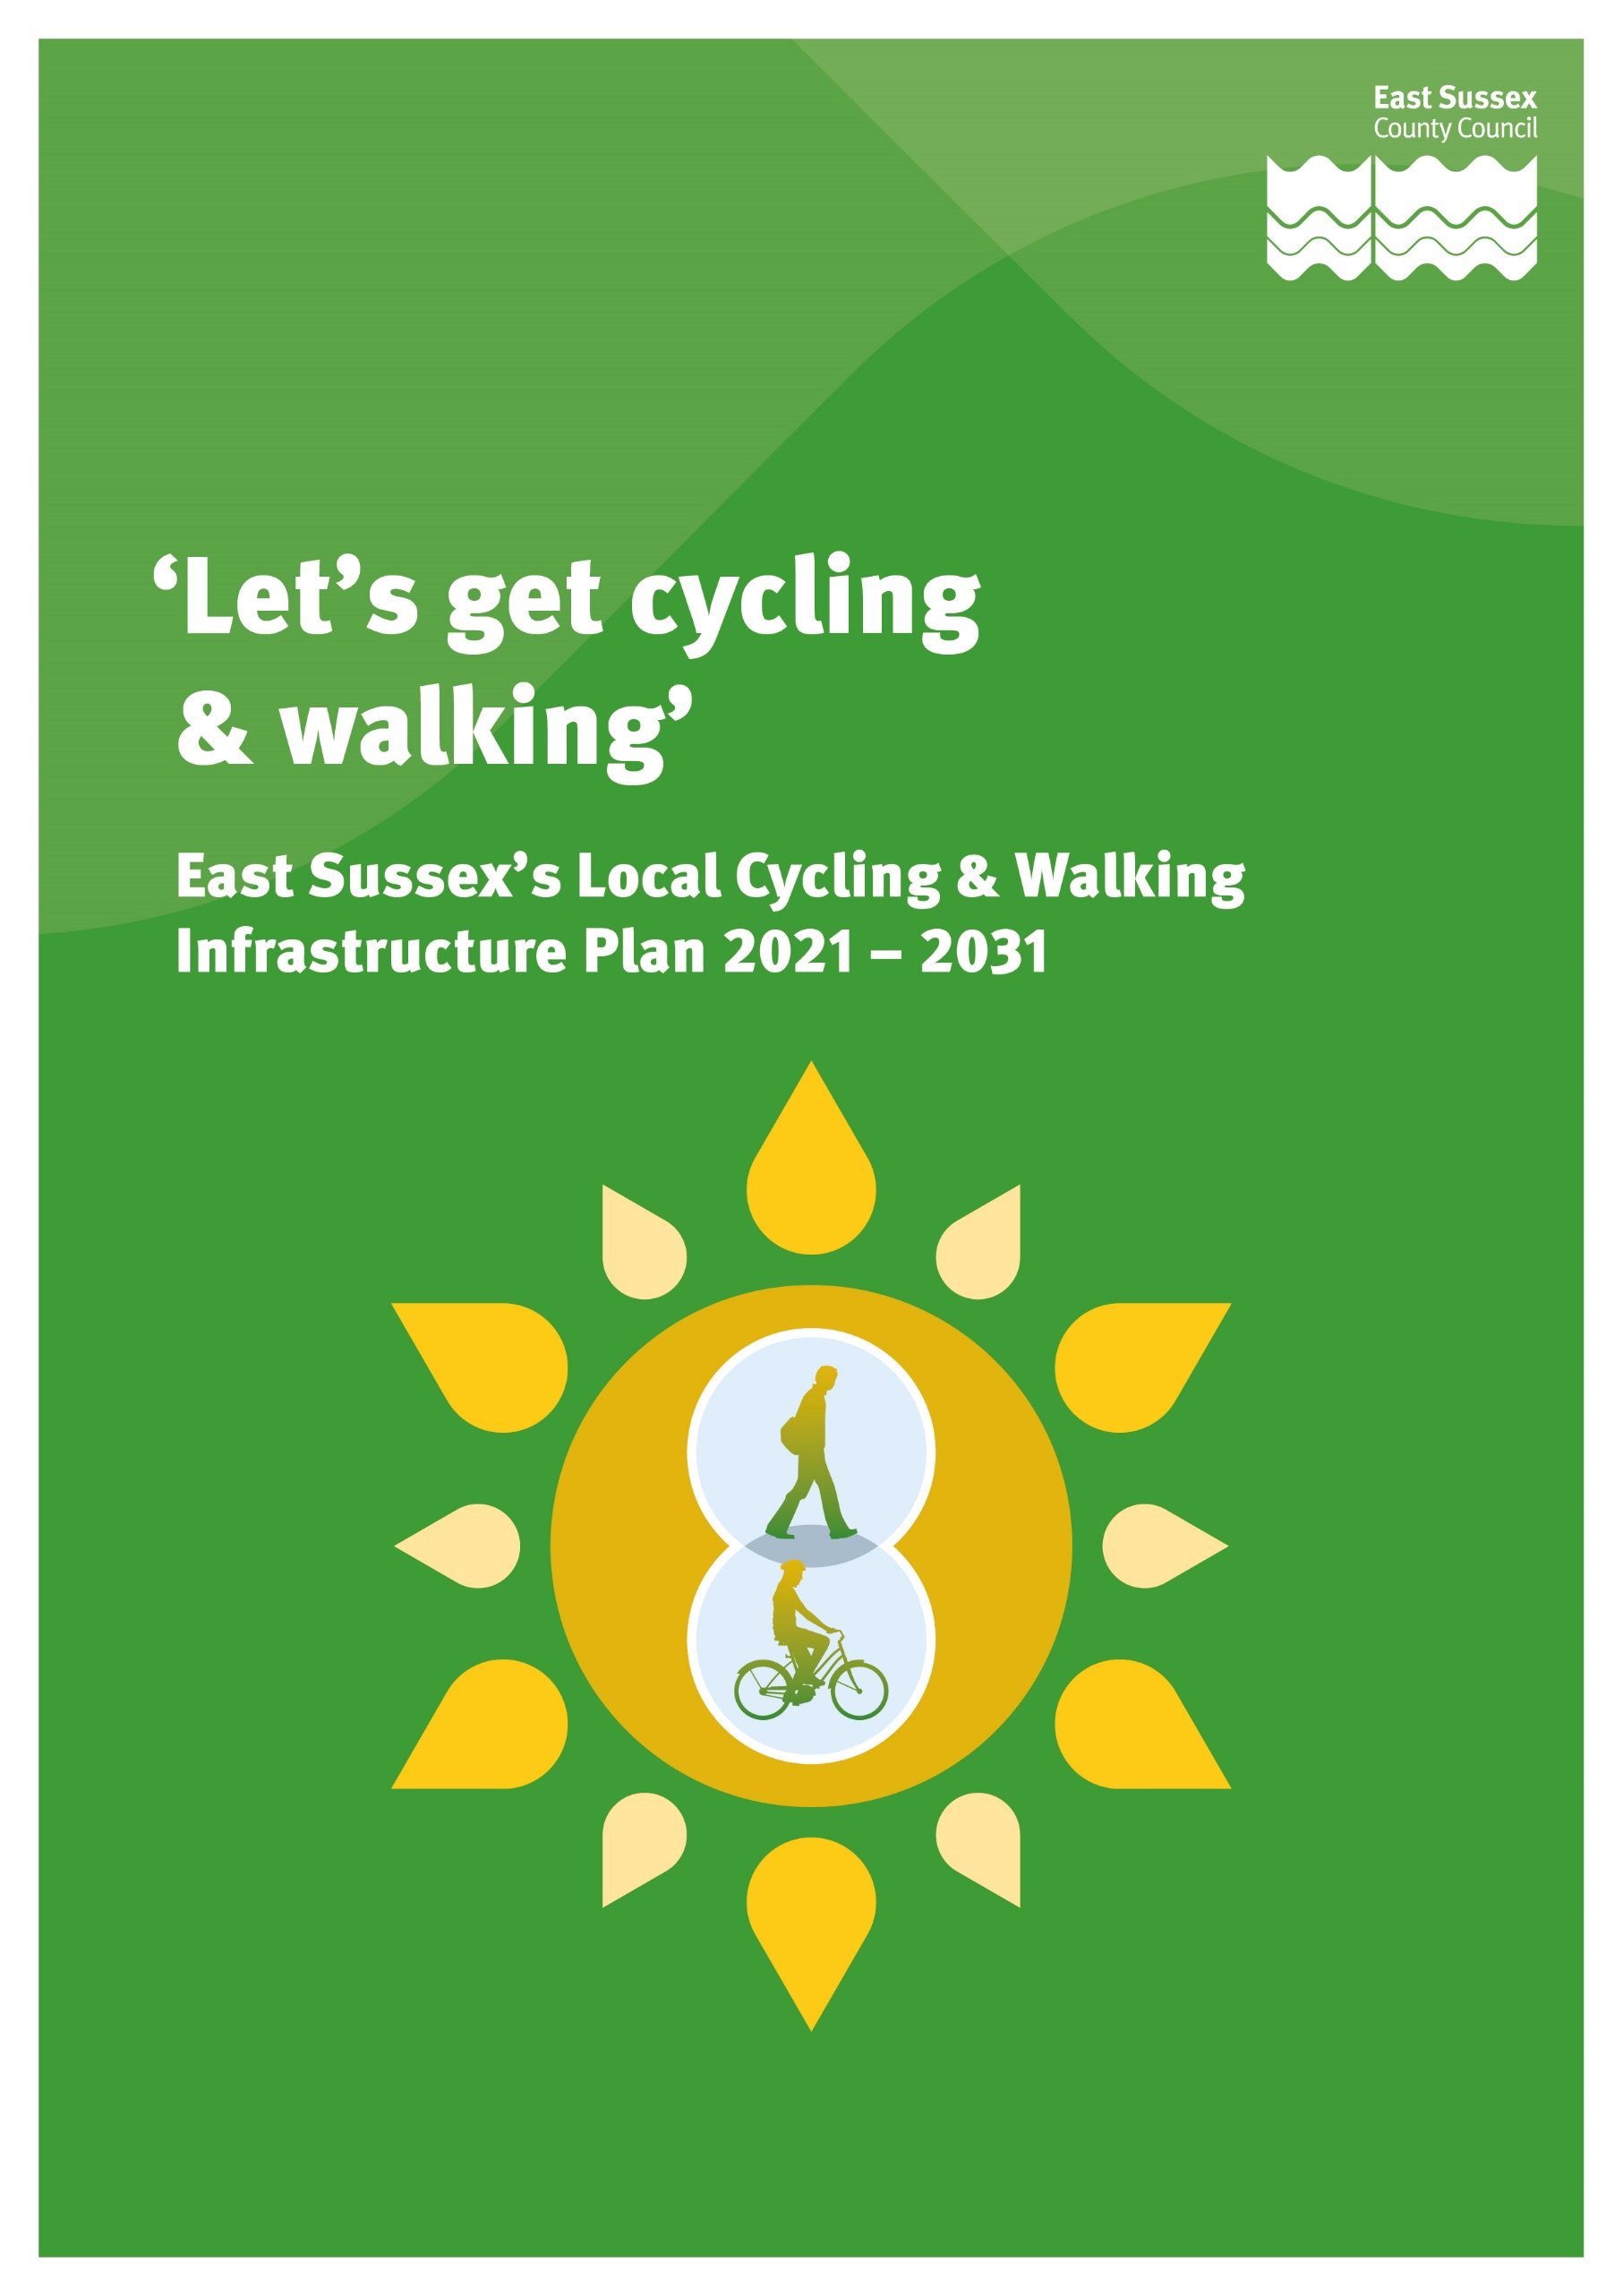 East Sussex
County Council
‘Let’s get cycling
& walking’
East Sussex’s Local Cycling & Walking
Infrastructure Plan 2021 – 2031